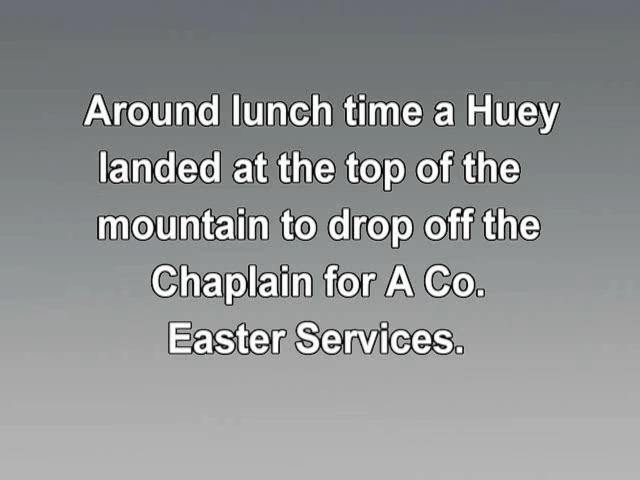 Around lunch time a Huey
landed at the top of the
mountain to drop off the
Chaplain for A Co.
Easter Services.